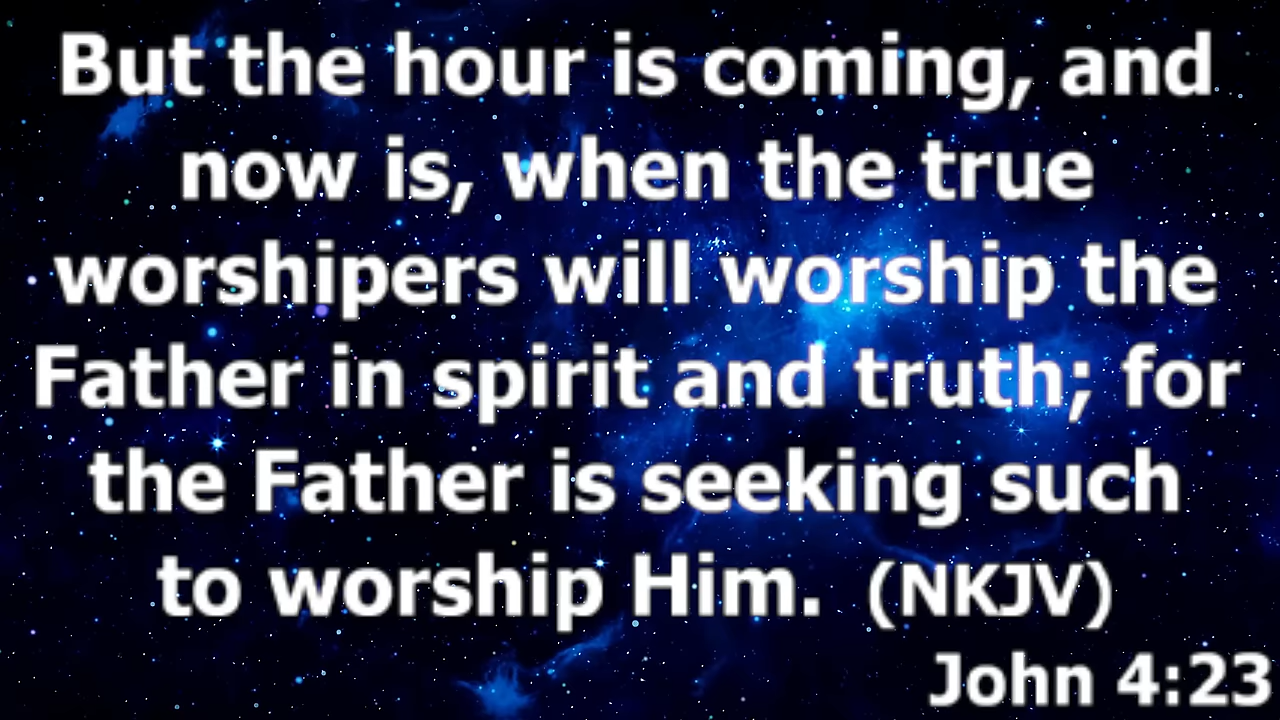 But the hour is coming, and
now is, when the true
worshipers will worship the
Father in spirit and truth; for
the Father is seeking such
to worship Him. (NKJV)
John 4:23